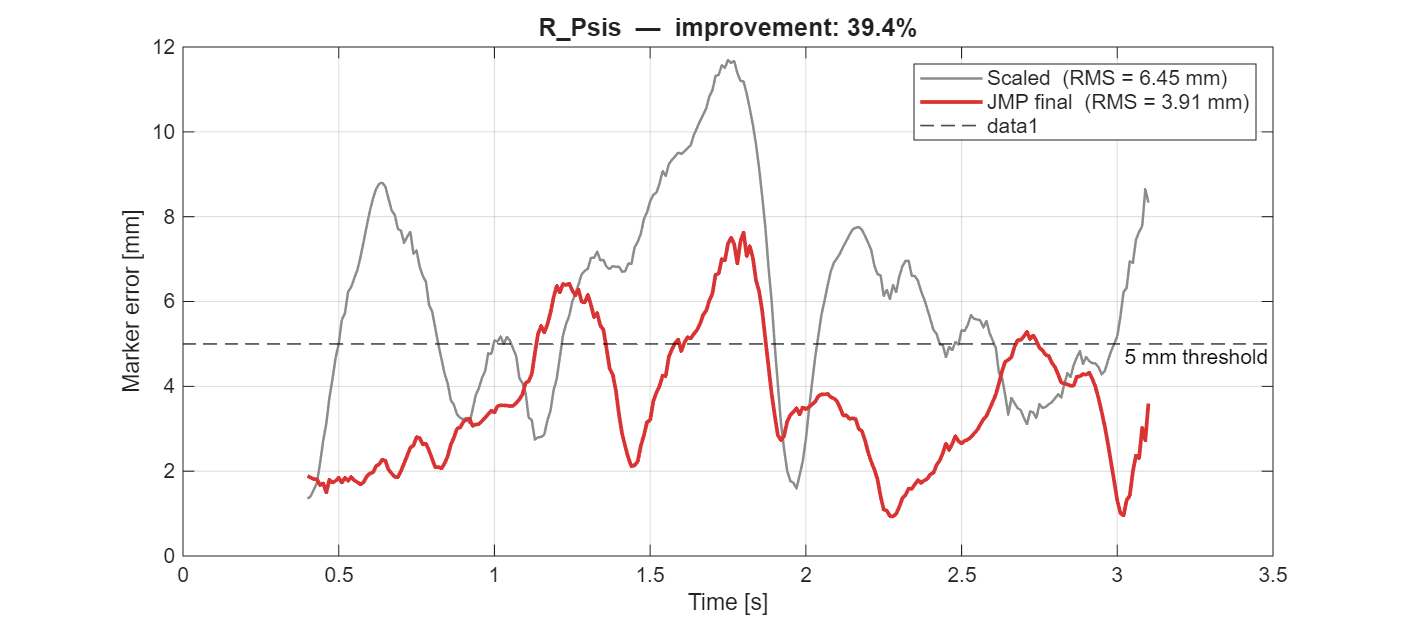 R_Psis — improvement: 39.4%
Scaled (RMS = 6.45 mm)
JMP final (RMS = 3.91 mm)
data1
5 mm threshold
Marker error [mm]
12
10
8
6
4
2
0
0 0.5 1 1.5 2 2.5 3 3.5
Time [s]